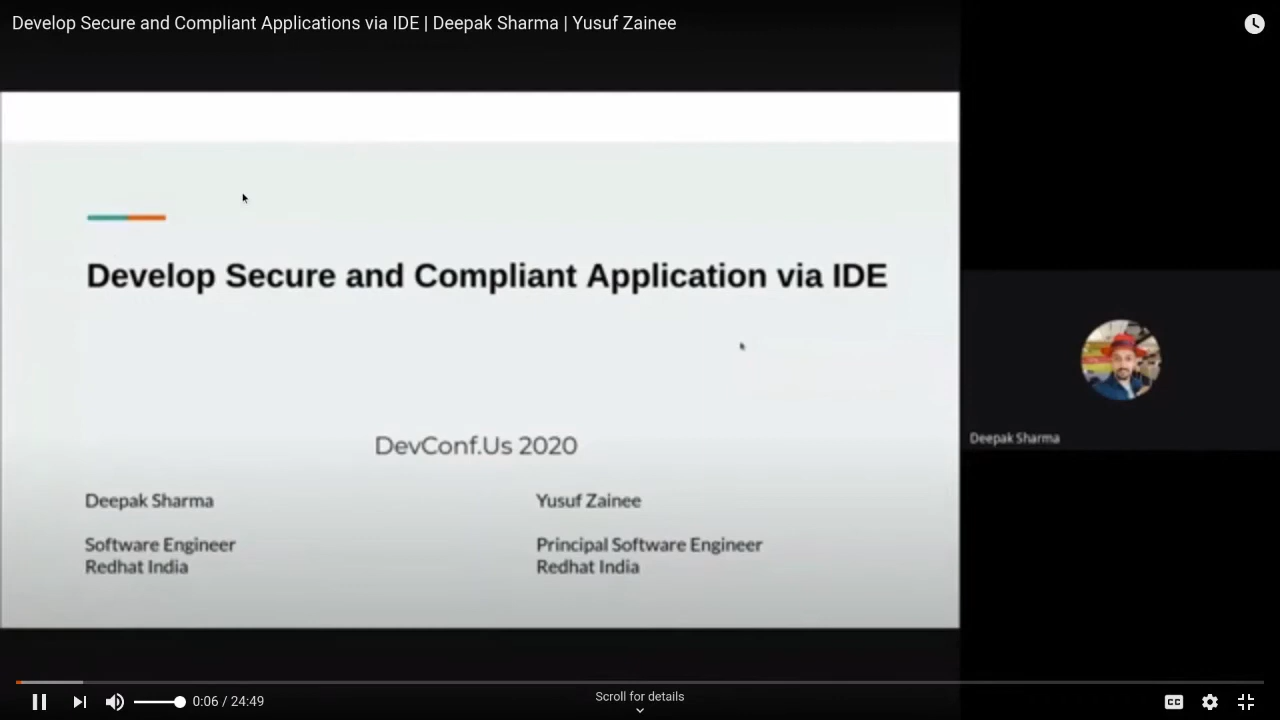 Develop Secure and Compliant Applications via IDE | Deepak Sharma | Yusuf Zainee
Develop Secure and Compliant Application via IDE
DevConf.Us 2020
Deepak Sharma
Software Engineer
Redhat India
Yusuf Zainee
Principal Software Engineer
Redhat India
Deepak Sharma
0:06 / 24:49
Scroll for details
CC